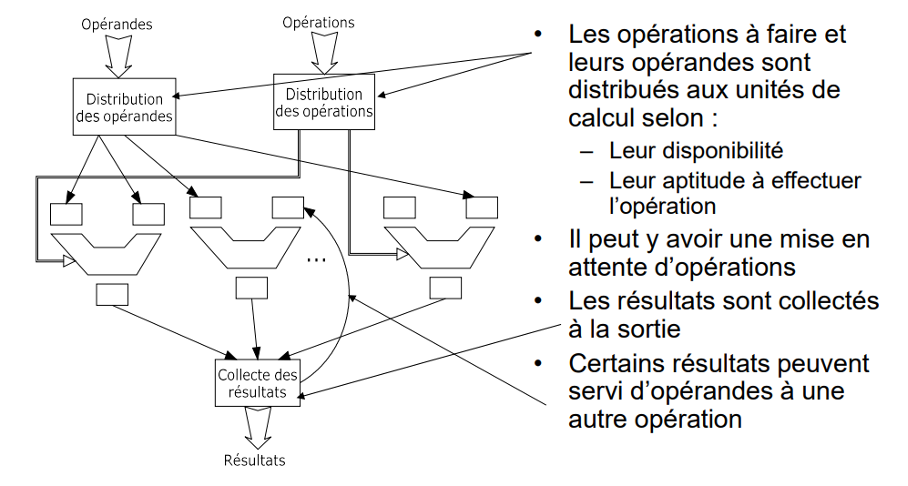 Opérandes
Opérations
Distribution
des opérandes
Distribution
des opérations
...
Collecte des
résultats
Résultats
• Les opérations à faire et
leurs opérandes sont
distribués aux unités de
calcul selon :
– Leur disponibilité
– Leur aptitude à effectuer
l’opération
• Il peut y avoir une mise en
attente d’opérations
• Les résultats sont collectés
à la sortie
• Certains résultats peuvent
servi d’opérandes à une
autre opération